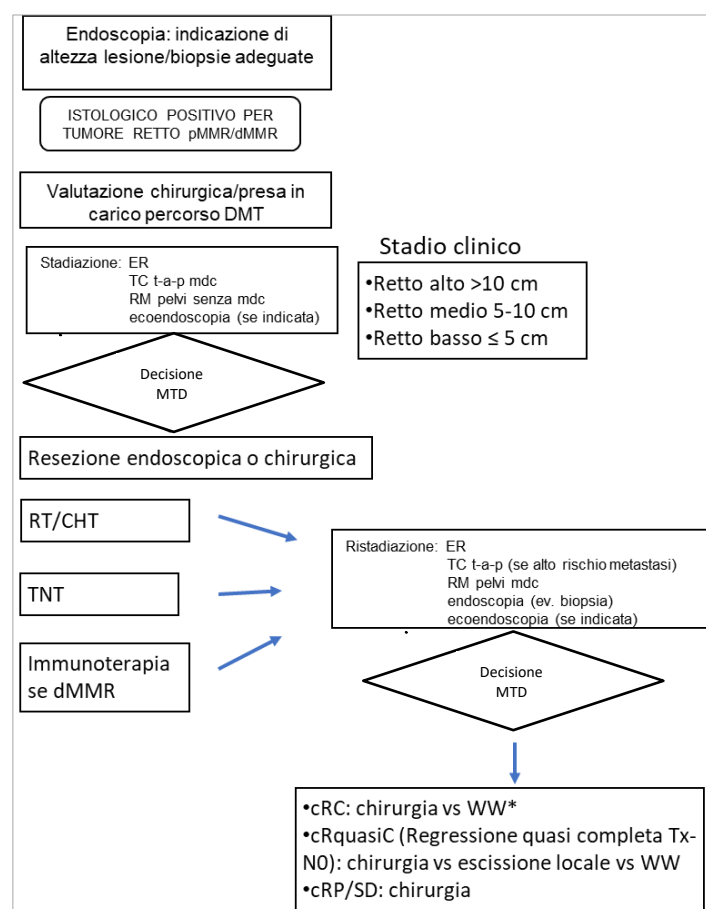 Endoscopia: indicazione di
altezza lesione/biopsie adeguate
ISTOLOGICO POSITIVO PER
TUMORE RETTO pMMR/dMMR
Valutazione chirurgica/presa in
carico percorso DMT
Stadiazione: ER
TC t-a-p mdc
RM pelvi senza mdc
ecoendoscopia (se indicata)
Stadio clinico
•Retto alto >10 cm
•Retto medio 5-10 cm
•Retto basso ≤ 5 cm
Decisione
MTD
Resezione endoscopica o chirurgica
RT/CHT
TNT
Immunoterapia
se dMMR
Ristadiazione: ER
TC t-a-p (se alto rischio metastasi)
RM pelvi mdc
endoscopia (ev. biopsia)
ecoendoscopia (se indicata)
Decisione
MTD
•cRC: chirurgia vs WW*
•cRquasiC (Regressione quasi completa Tx-
N0): chirurgia vs escissione locale vs WW
•cRP/SD: chirurgia